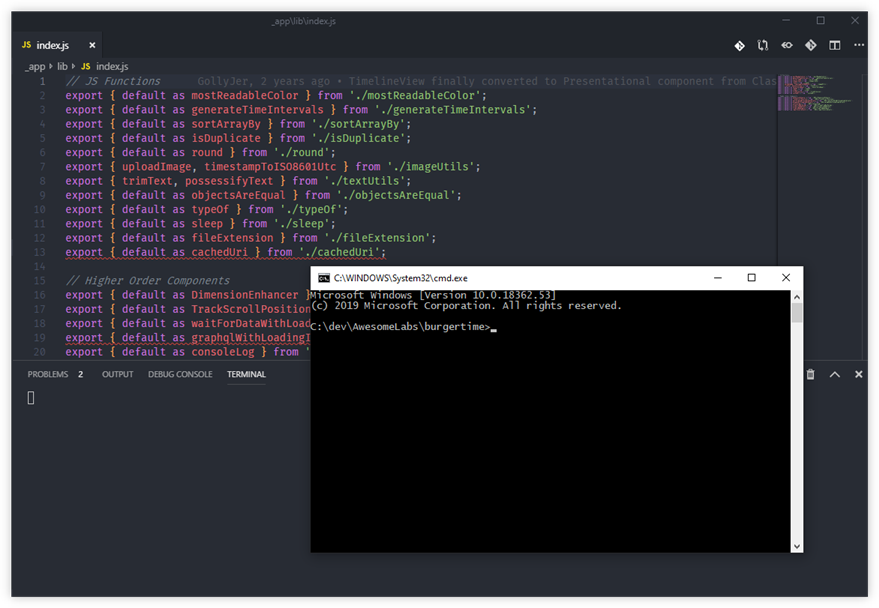 _app\lib\index.js
JS index.js
_app lib JS index.js
1 // JS Functions GollyJer, 2 years ago • TimelineView finally converted to Presentational component from Clas
2 export { default as mostReadableColor } from './mostReadableColor';
3 export { default as generateTimeIntervals } from './generateTimeIntervals';
4 export { default as sortArrayBy } from './sortArrayBy';
5 export { default as isDuplicate } from './isDuplicate';
6 export { default as round } from './round';
7 export { uploadImage, timestampToISO8601Utc } from './imageUtils';
8 export { trimText, possessifyText } from './textUtils';
9 export { default as objectsAreEqual } from './objectsAreEqual';
10 export { default as typeOf } from './typeOf';
11 export { default as sleep } from './sleep';
12 export { default as fileExtension } from './fileExtension';
13 export { default as cachedUri } from './cachedUri';
14
15 // Higher Order Components
16 export { default as DimensionEnhancer }
17 export { default as TrackScrollPosition
18 export { default as waitForDataWithLoad
19 export { default as graphqlWithLoadingI
20 export { default as consoleLog } from '
C:\WINDOWS\System32\cmd.exe
Microsoft Windows [Version 10.0.18362.53]
(c) 2019 Microsoft Corporation. All rights reserved.
C:\dev\AwesomeLabs\burgertime>
PROBLEMS 2 OUTPUT DEBUG CONSOLE TERMINAL